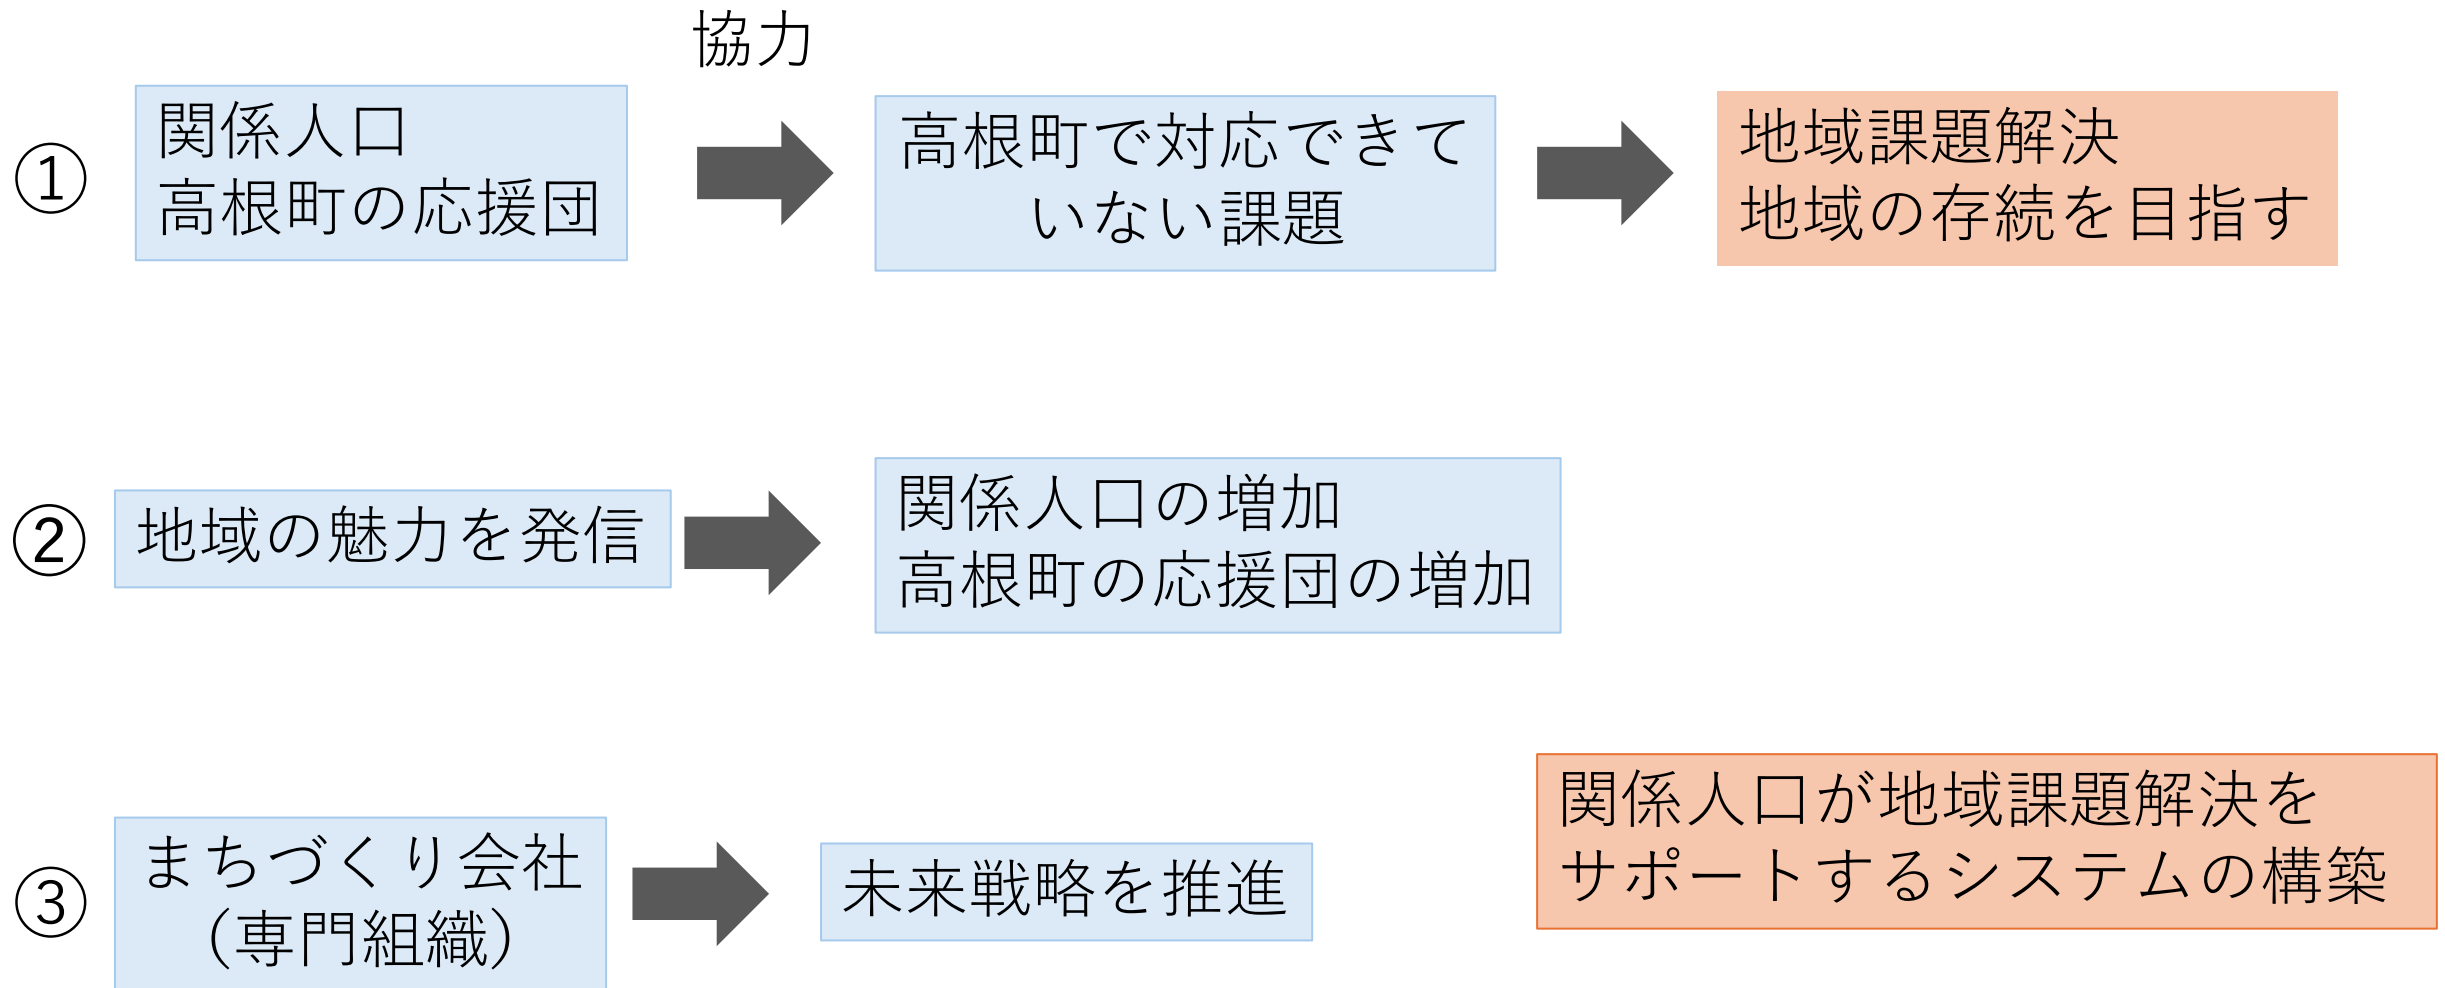 協力
①
関係人口
高根町の応援団
高根町で対応できて
いない課題
地域課題解決
地域の存続を目指す
②
地域の魅力を発信
関係人口の増加
高根町の応援団の増加
③
まちづくり会社
（専門組織）
未来戦略を推進
関係人口が地域課題解決を
サポートするシステムの構築